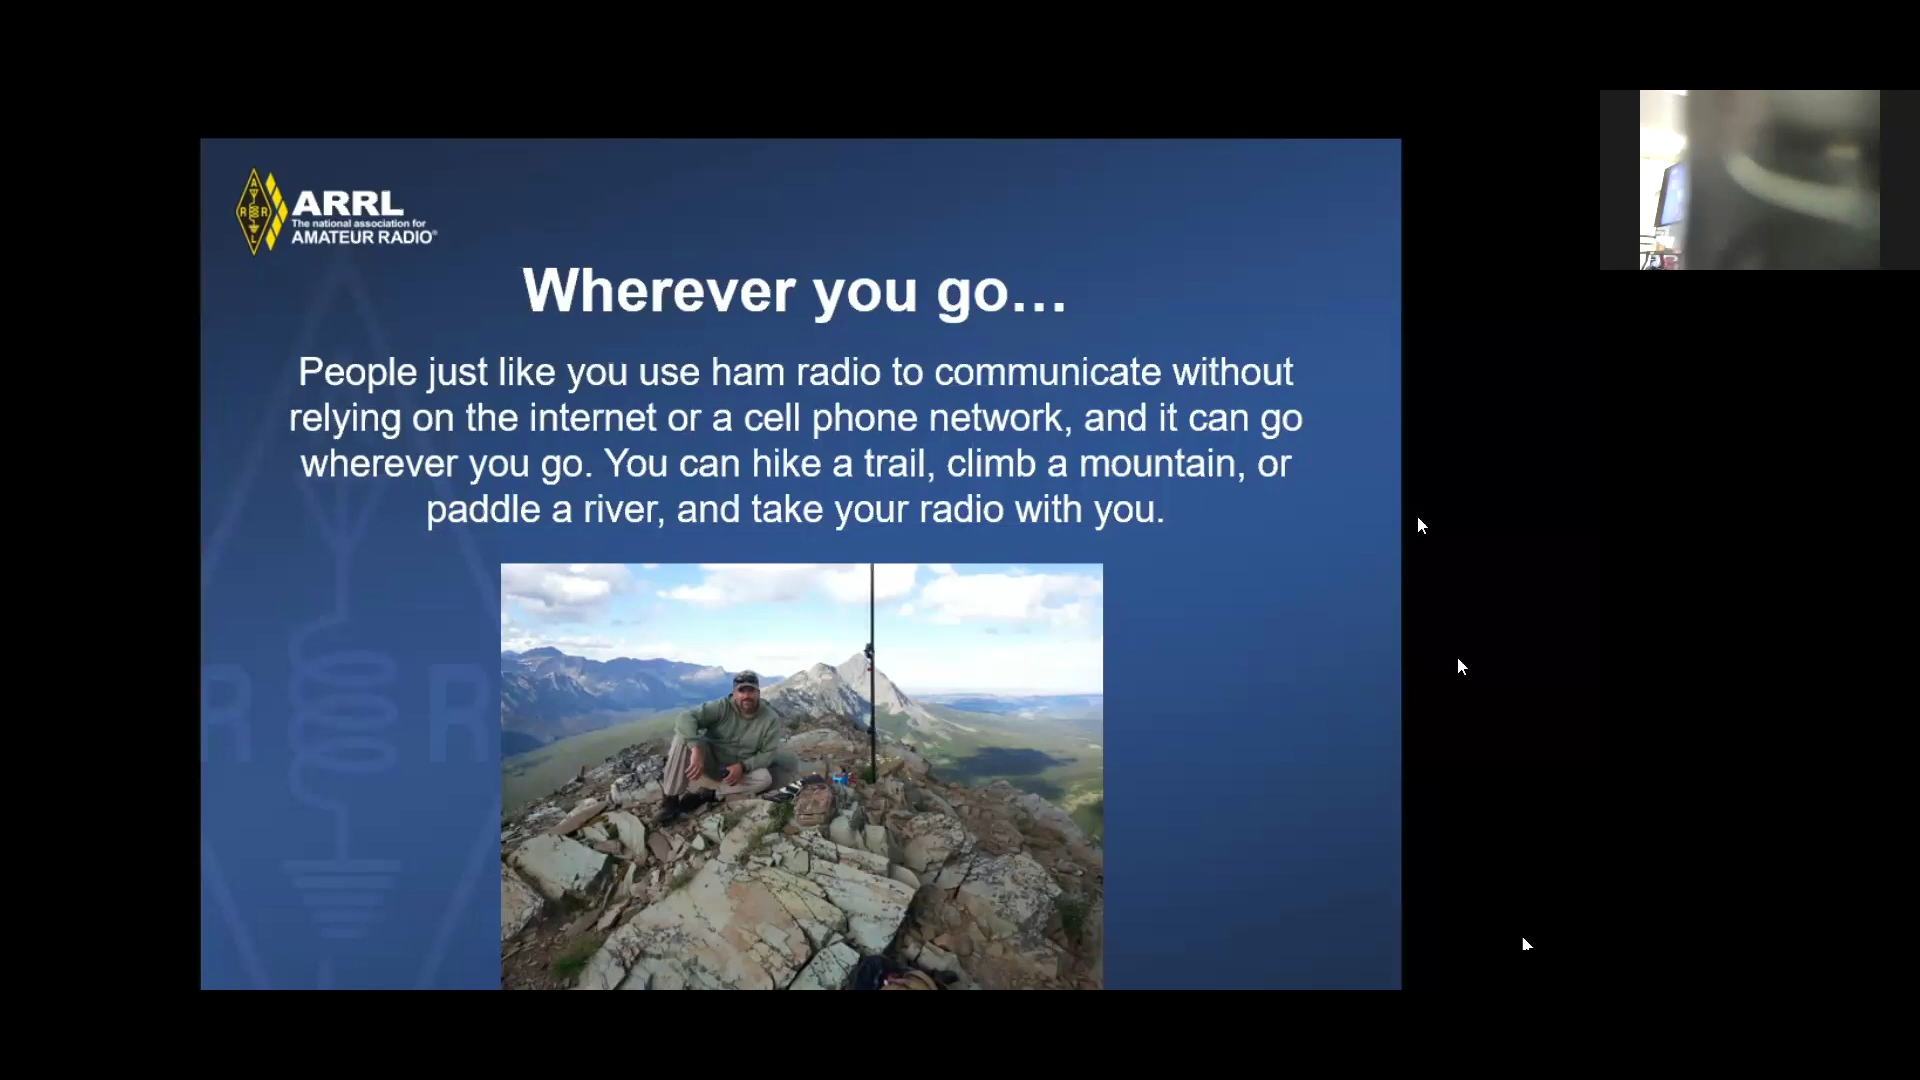 ARRL
The national association for
AMATEUR RADIO®
A
R R
L
Wherever you go…
People just like you use ham radio to communicate without
relying on the internet or a cell phone network, and it can go
wherever you go. You can hike a trail, climb a mountain, or
paddle a river, and take your radio with you.
R R